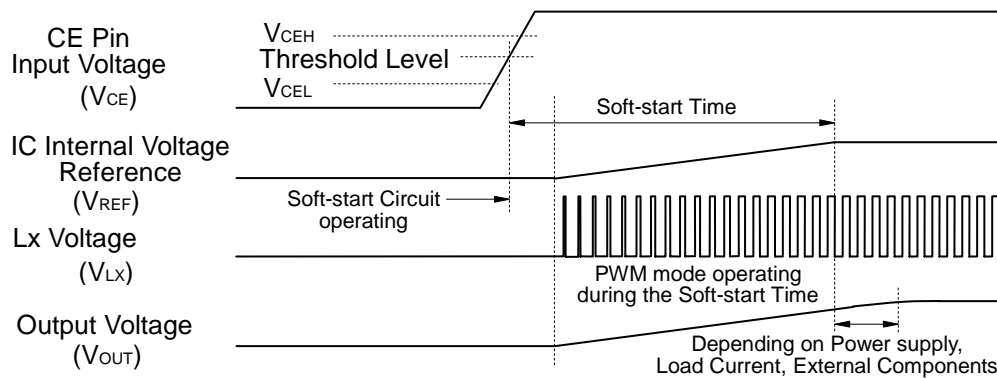 CE Pin
Input Voltage
(VCE)
VCEH
Threshold Level
VCEL
Soft-start Time
IC Internal Voltage
Reference
(VREF)
Soft-start Circuit
operating
Lx Voltage
(VLX)
PWM mode operating
during the Soft-start Time
Output Voltage
(VOUT)
Depending on Power supply,
Load Current, External Components